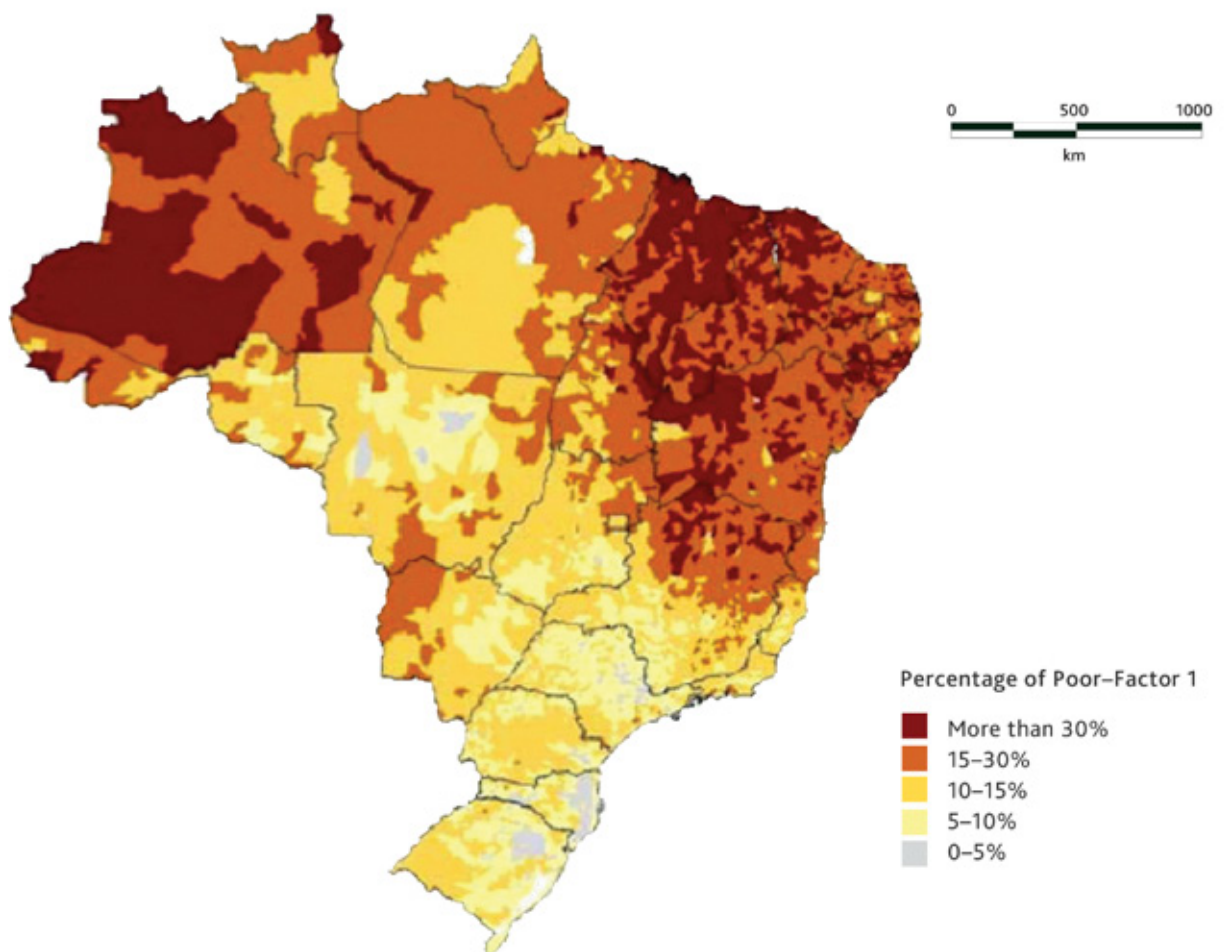 0 500 1000
km
Percentage of Poor–Factor 1
More than 30%
15–30%
10–15%
5–10%
0–5%